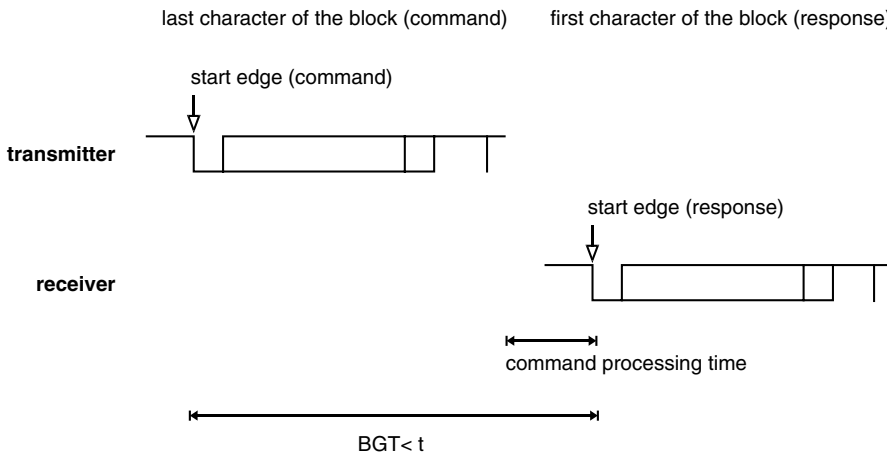 last character of the block (command)
first character of the block (response)
start edge (command)
transmitter
start edge (response)
receiver
command processing time
BGT< t